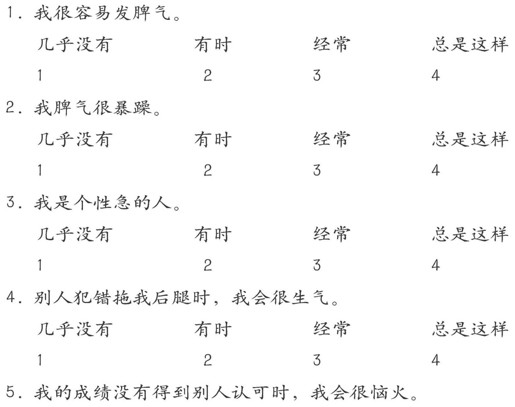 1. 我很容易发脾气。
几乎没有 有时 经常 总是这样
1 2 3 4
2. 我脾气很暴躁。
几乎没有 有时 经常 总是这样
1 2 3 4
3. 我是个性急的人。
几乎没有 有时 经常 总是这样
1 2 3 4
4. 别人犯错拖我后腿时，我会很生气。
几乎没有 有时 经常 总是这样
1 2 3 4
5. 我的成绩没有得到别人认可时，我会很恼火。